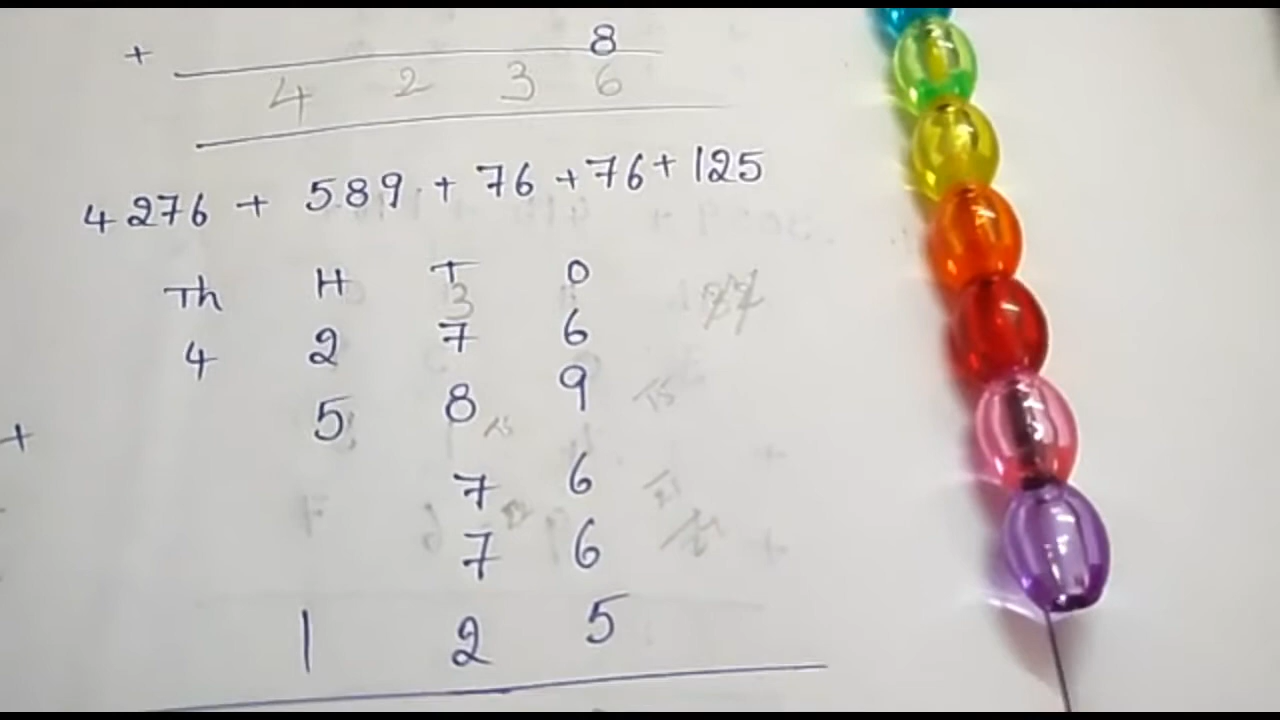 + 8
4 2 3 6
4276 + 589 + 76 + 76 + 125
Th H T O
3
4 2 7 6
5 8 9
+
7 6
7 6
1 2 5